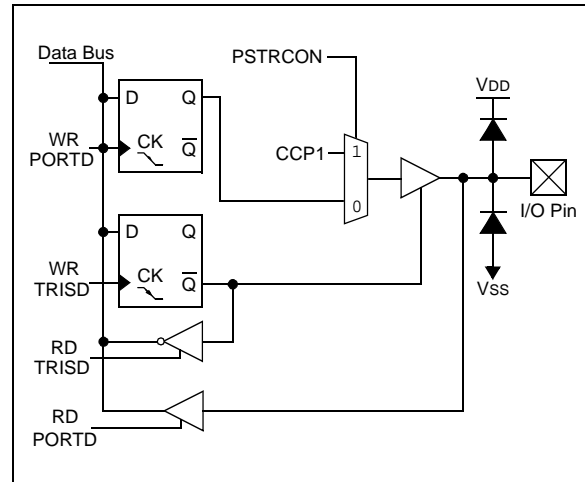 Data Bus
PSTRCON
VDD
D Q
WR
PORTD
CK Q
CCP1
1
0
I/O Pin
D Q
WR
TRISD
CK Q
VSS
RD
TRISD
RD
PORTD